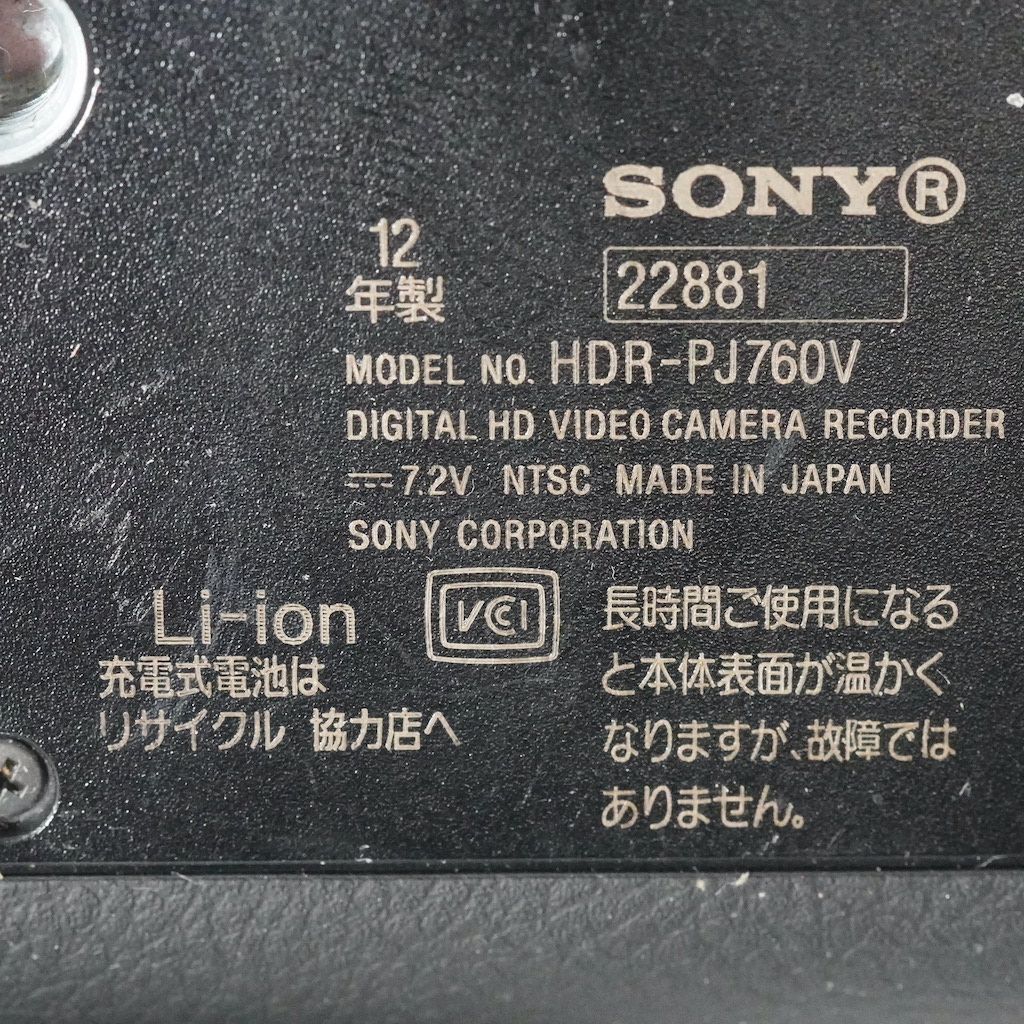 SONY®
12
年製
22881
MODEL NO. HDR-PJ760V
DIGITAL HD VIDEO CAMERA RECORDER
⎓ 7.2V NTSC MADE IN JAPAN
SONY CORPORATION
Li-ion
充電式電池は
リサイクル 協力店へ
VCCI
長時間ご使用になる
と本体表面が温かく
なりますが、故障では
ありません。